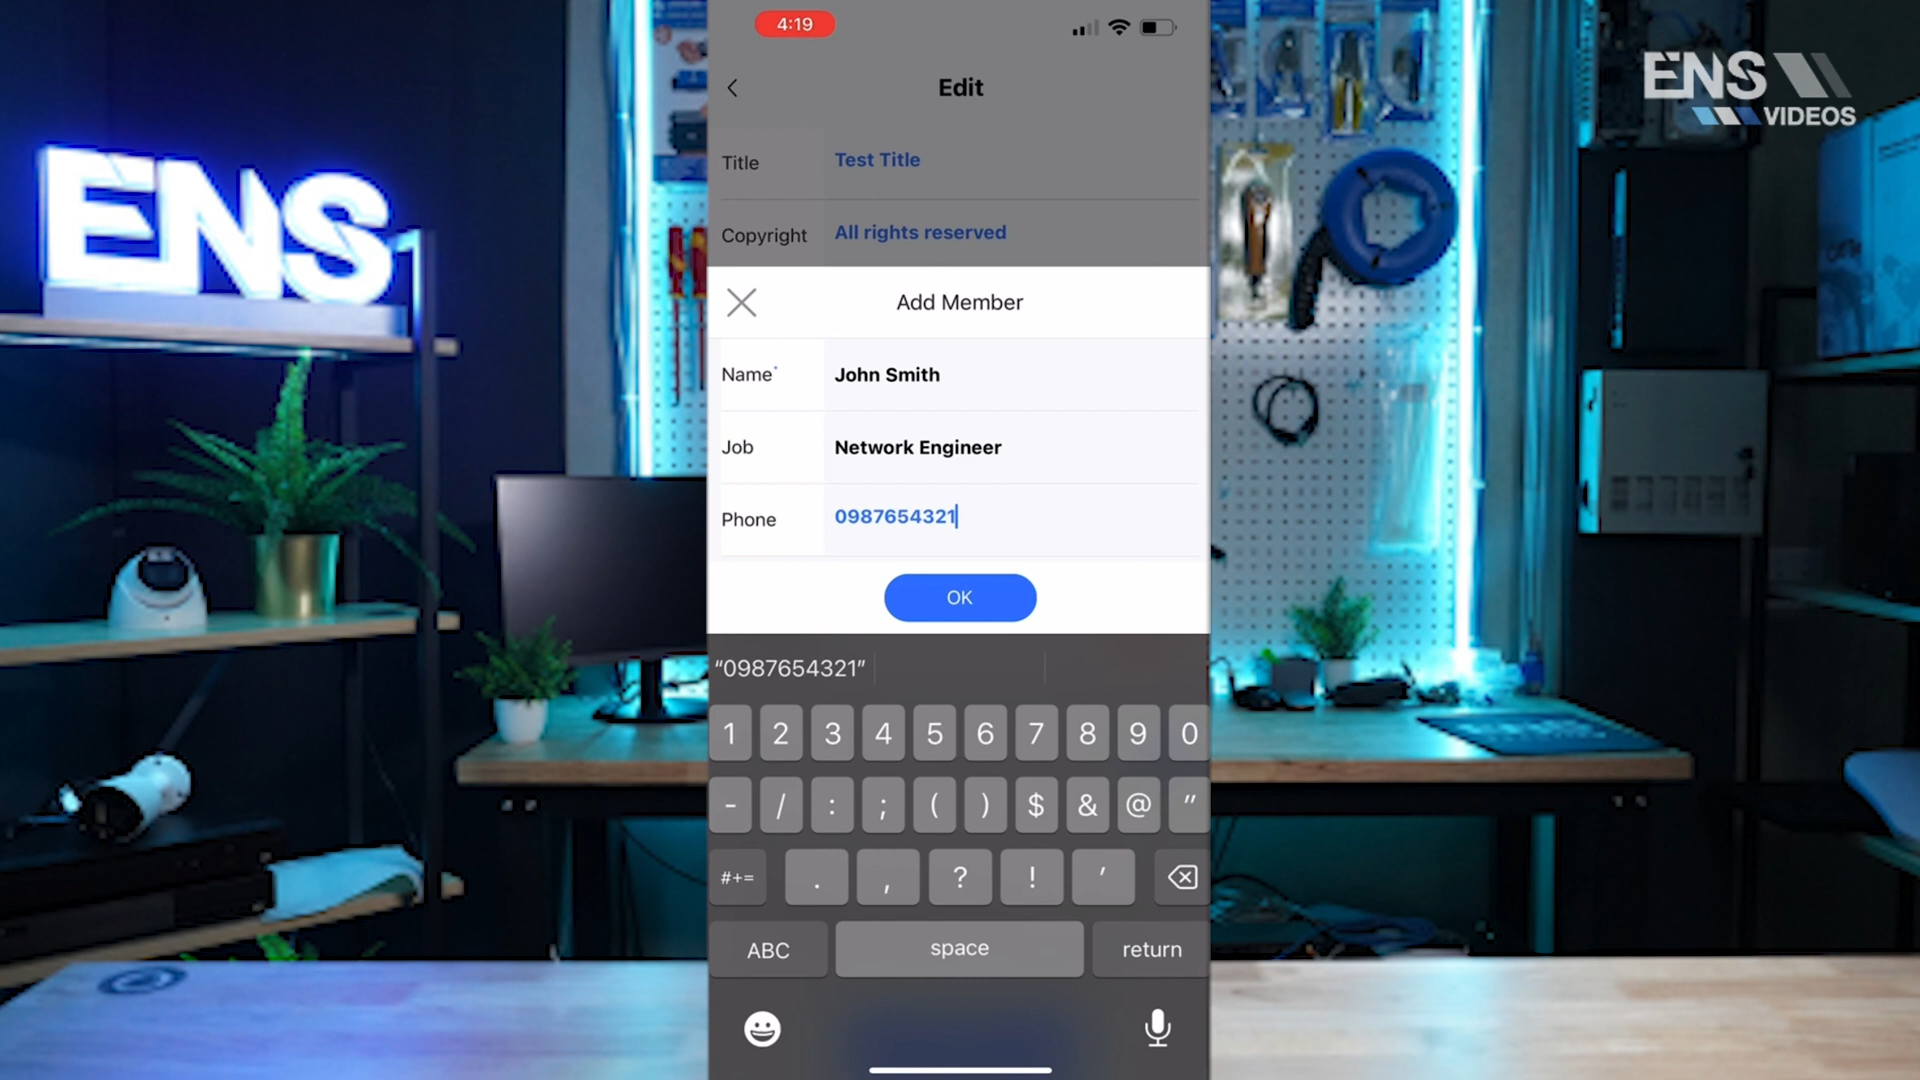 4:19
ENS
VIDEOS
ENS
Edit
Title
Test Title
Copyright
All rights reserved
Add Member
Name*
John Smith
Job
Network Engineer
Phone
0987654321
OK
“0987654321”
1 2 3 4 5 6 7 8 9 0
- / : ; ( ) $ & @ "
#+= . , ? ! '
ABC space return